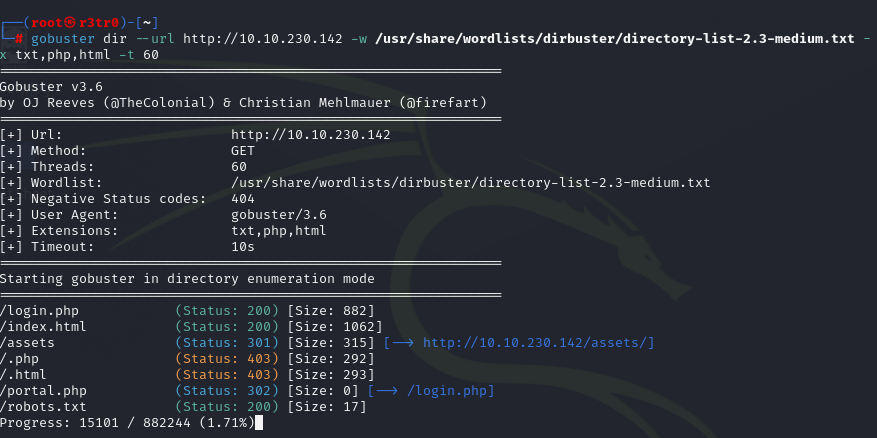 ┌──(root㉿r3tr0)-[~]
└─# gobuster dir --url http://10.10.230.142 -w /usr/share/wordlists/dirbuster/directory-list-2.3-medium.txt -
x txt,php,html -t 60
===============================================================
Gobuster v3.6
by OJ Reeves (@TheColonial) & Christian Mehlmauer (@firefart)
===============================================================
[+] Url:                     http://10.10.230.142
[+] Method:                  GET
[+] Threads:                 60
[+] Wordlist:                /usr/share/wordlists/dirbuster/directory-list-2.3-medium.txt
[+] Negative Status codes:   404
[+] User Agent:              gobuster/3.6
[+] Extensions:              txt,php,html
[+] Timeout:                 10s
===============================================================
Starting gobuster in directory enumeration mode
===============================================================
/login.php            (Status: 200) [Size: 882]
/index.html           (Status: 200) [Size: 1062]
/assets               (Status: 301) [Size: 315] [--> http://10.10.230.142/assets/]
/.php                 (Status: 403) [Size: 292]
/.html                (Status: 403) [Size: 293]
/portal.php           (Status: 302) [Size: 0] [--> /login.php]
/robots.txt           (Status: 200) [Size: 17]
Progress: 15101 / 882244 (1.71%)